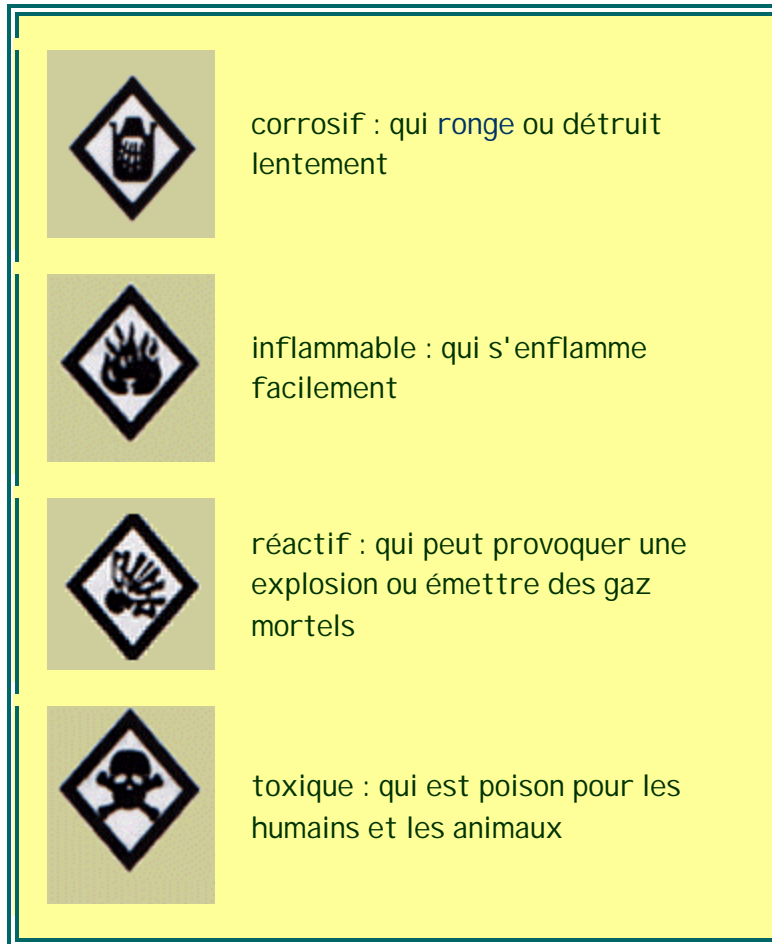 corrosif : qui ronge ou détruit
lentement
inflammable : qui s'enflamme
facilement
réactif : qui peut provoquer une
explosion ou émettre des gaz
mortels
toxique : qui est poison pour les
humains et les animaux